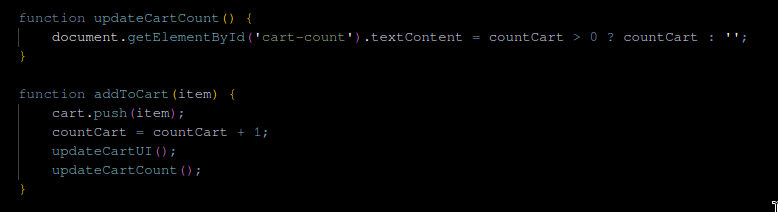 function updateCartCount() {
    document.getElementById('cart-count').textContent = countCart > 0 ? countCart : '';
}
function addToCart(item) {
    cart.push(item);
    countCart = countCart + 1;
    updateCartUI();
    updateCartCount();
}